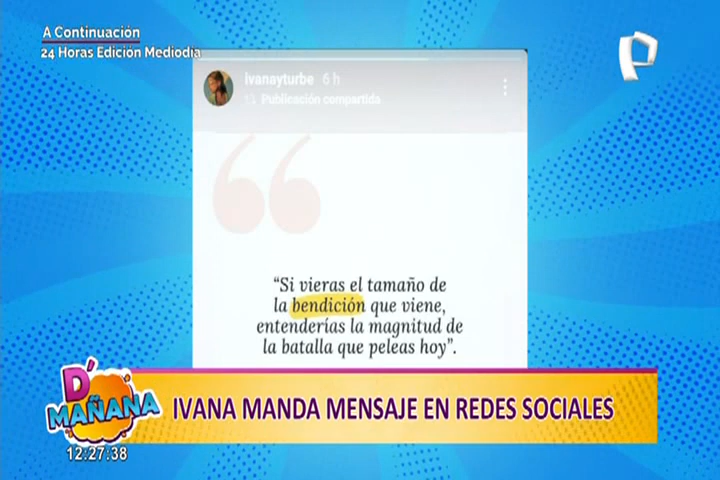 A Continuación
24 Horas Edición Mediodía
ivanayturbe 6 h
Publicación compartida
“Si vieras el tamaño de
la bendición que viene,
entenderías la magnitud de
la batalla que peleas hoy”.
D'
MAÑANA
IVANA MANDA MENSAJE EN REDES SOCIALES
12:27:38